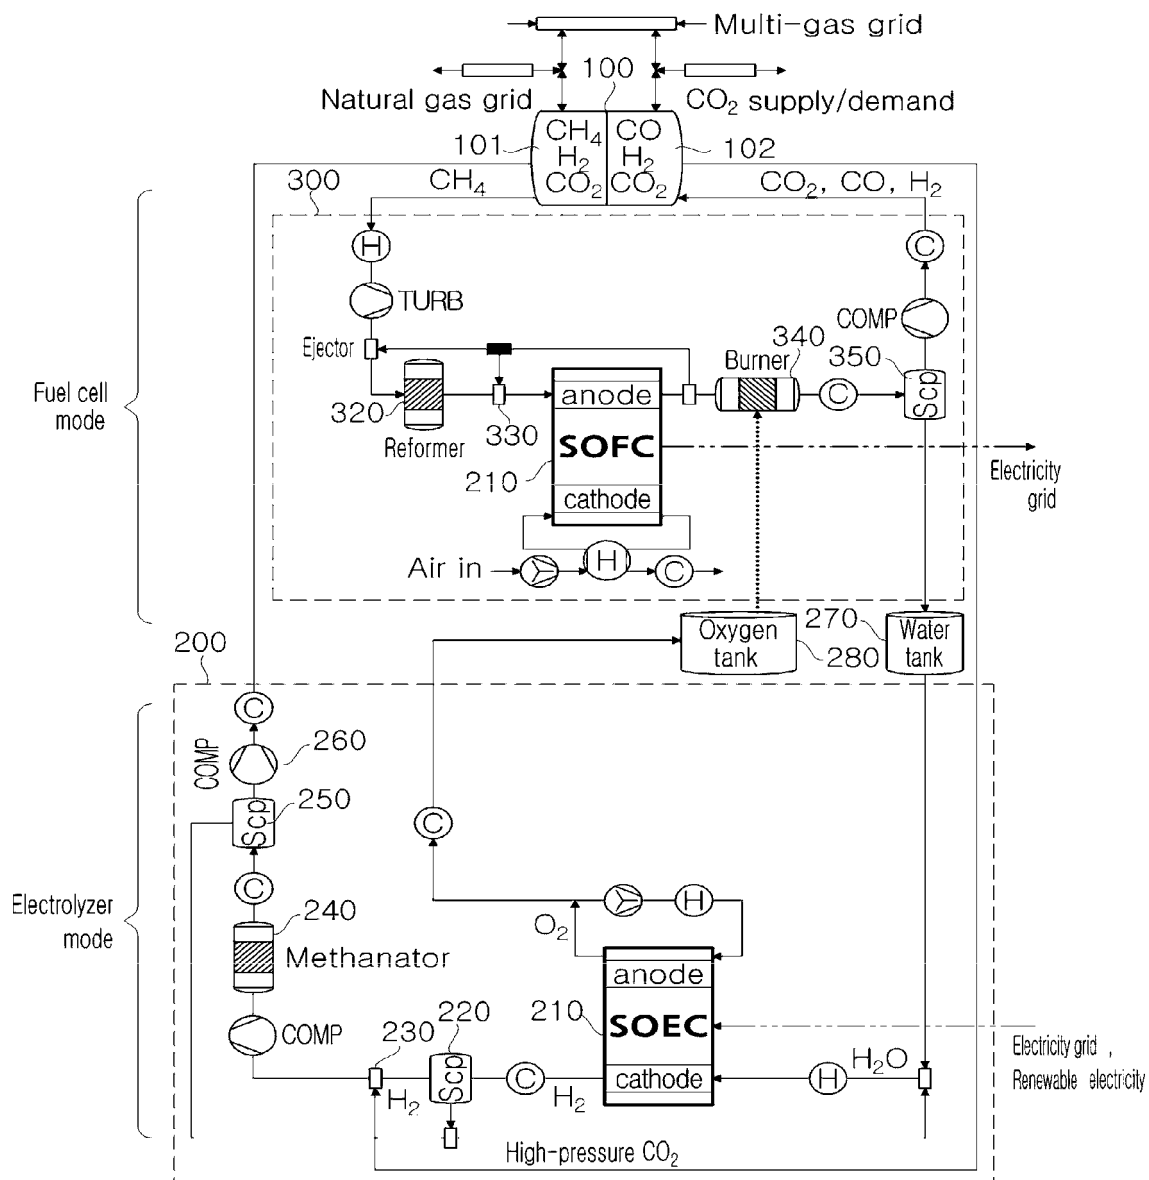 Multi-gas grid
100
Natural gas grid
CO₂ supply/demand
101
CH₄
H₂
CO₂
CO
H₂
CO₂
102
CH₄
CO₂, CO, H₂
300
H
C
TURB
COMP
Ejector
Burner
340
350
Scp
320
Reformer
330
anode
SOFC
210
cathode
C
Electricity
grid
Fuel cell
mode
Air in
H
C
200
Oxygen
tank
280
270
Water
tank
C
COMP
260
Scp
250
C
C
Electrolyzer
mode
240
Methanator
O₂
H
anode
SOEC
210
cathode
COMP
230
220
Scp
H₂
C
H₂
H
H₂O
Electricity grid ,
Renewable electricity
High-pressure CO₂